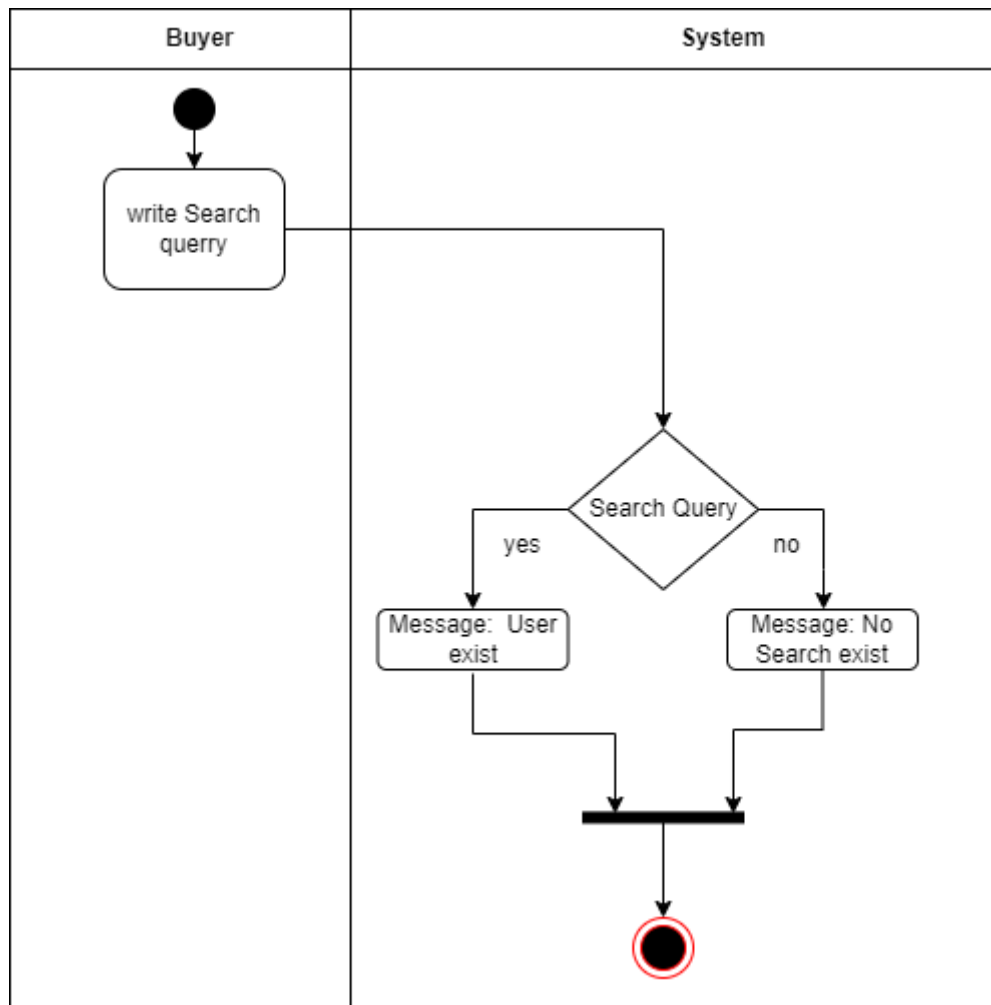 Buyer
System
write Search
querry
Search Query
yes
no
Message:  User
exist
Message: No
Search exist